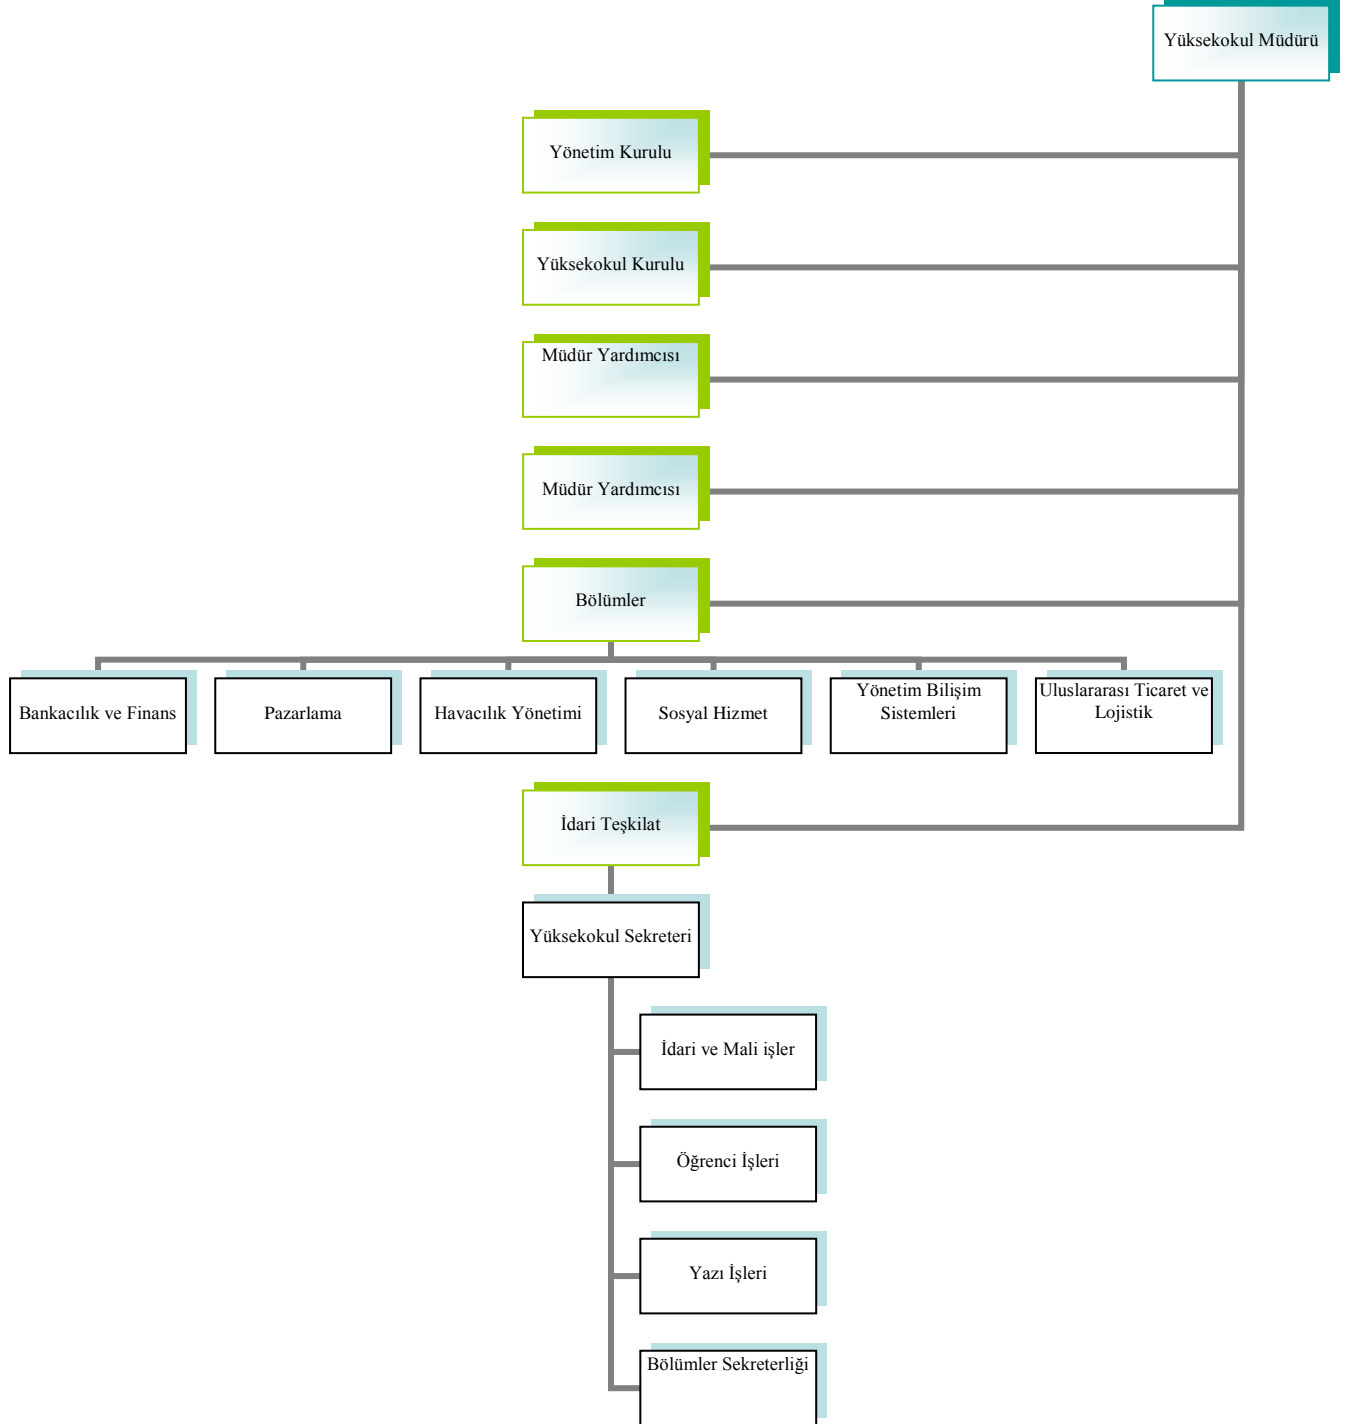 Yüksekokul Müdürü
Yönetim Kurulu
Yüksekokul Kurulu
Müdür Yardımcısı
Müdür Yardımcısı
Bölümler
Bankacılık ve Finans
Pazarlama
Havacılık Yönetimi
Sosyal Hizmet
Yönetim Bilişim
Sistemleri
Uluslararası Ticaret ve
Lojistik
İdari Teşkilat
Yüksekokul Sekreteri
İdari ve Mali işler
Öğrenci İşleri
Yazı İşleri
Bölümler Sekreterliği